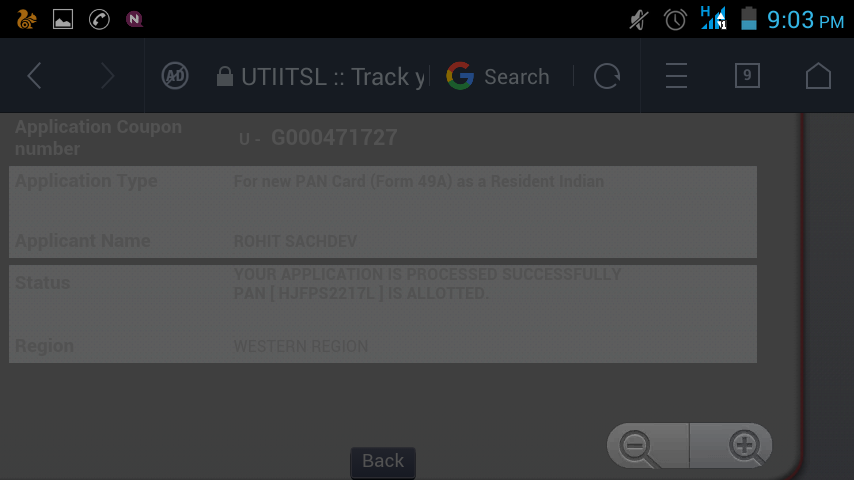 9:03 PM
UTIITSL :: Track y
Search
9
Application Coupon number
U - G000471727
Application Type
For new PAN Card (Form 49A) as a Resident Indian
Applicant Name
ROHIT SACHDEV
Status
YOUR APPLICATION IS PROCESSED SUCCESSFULLY
PAN [ HJFPS2217L ] IS ALLOTTED.
Region
WESTERN REGION
Back